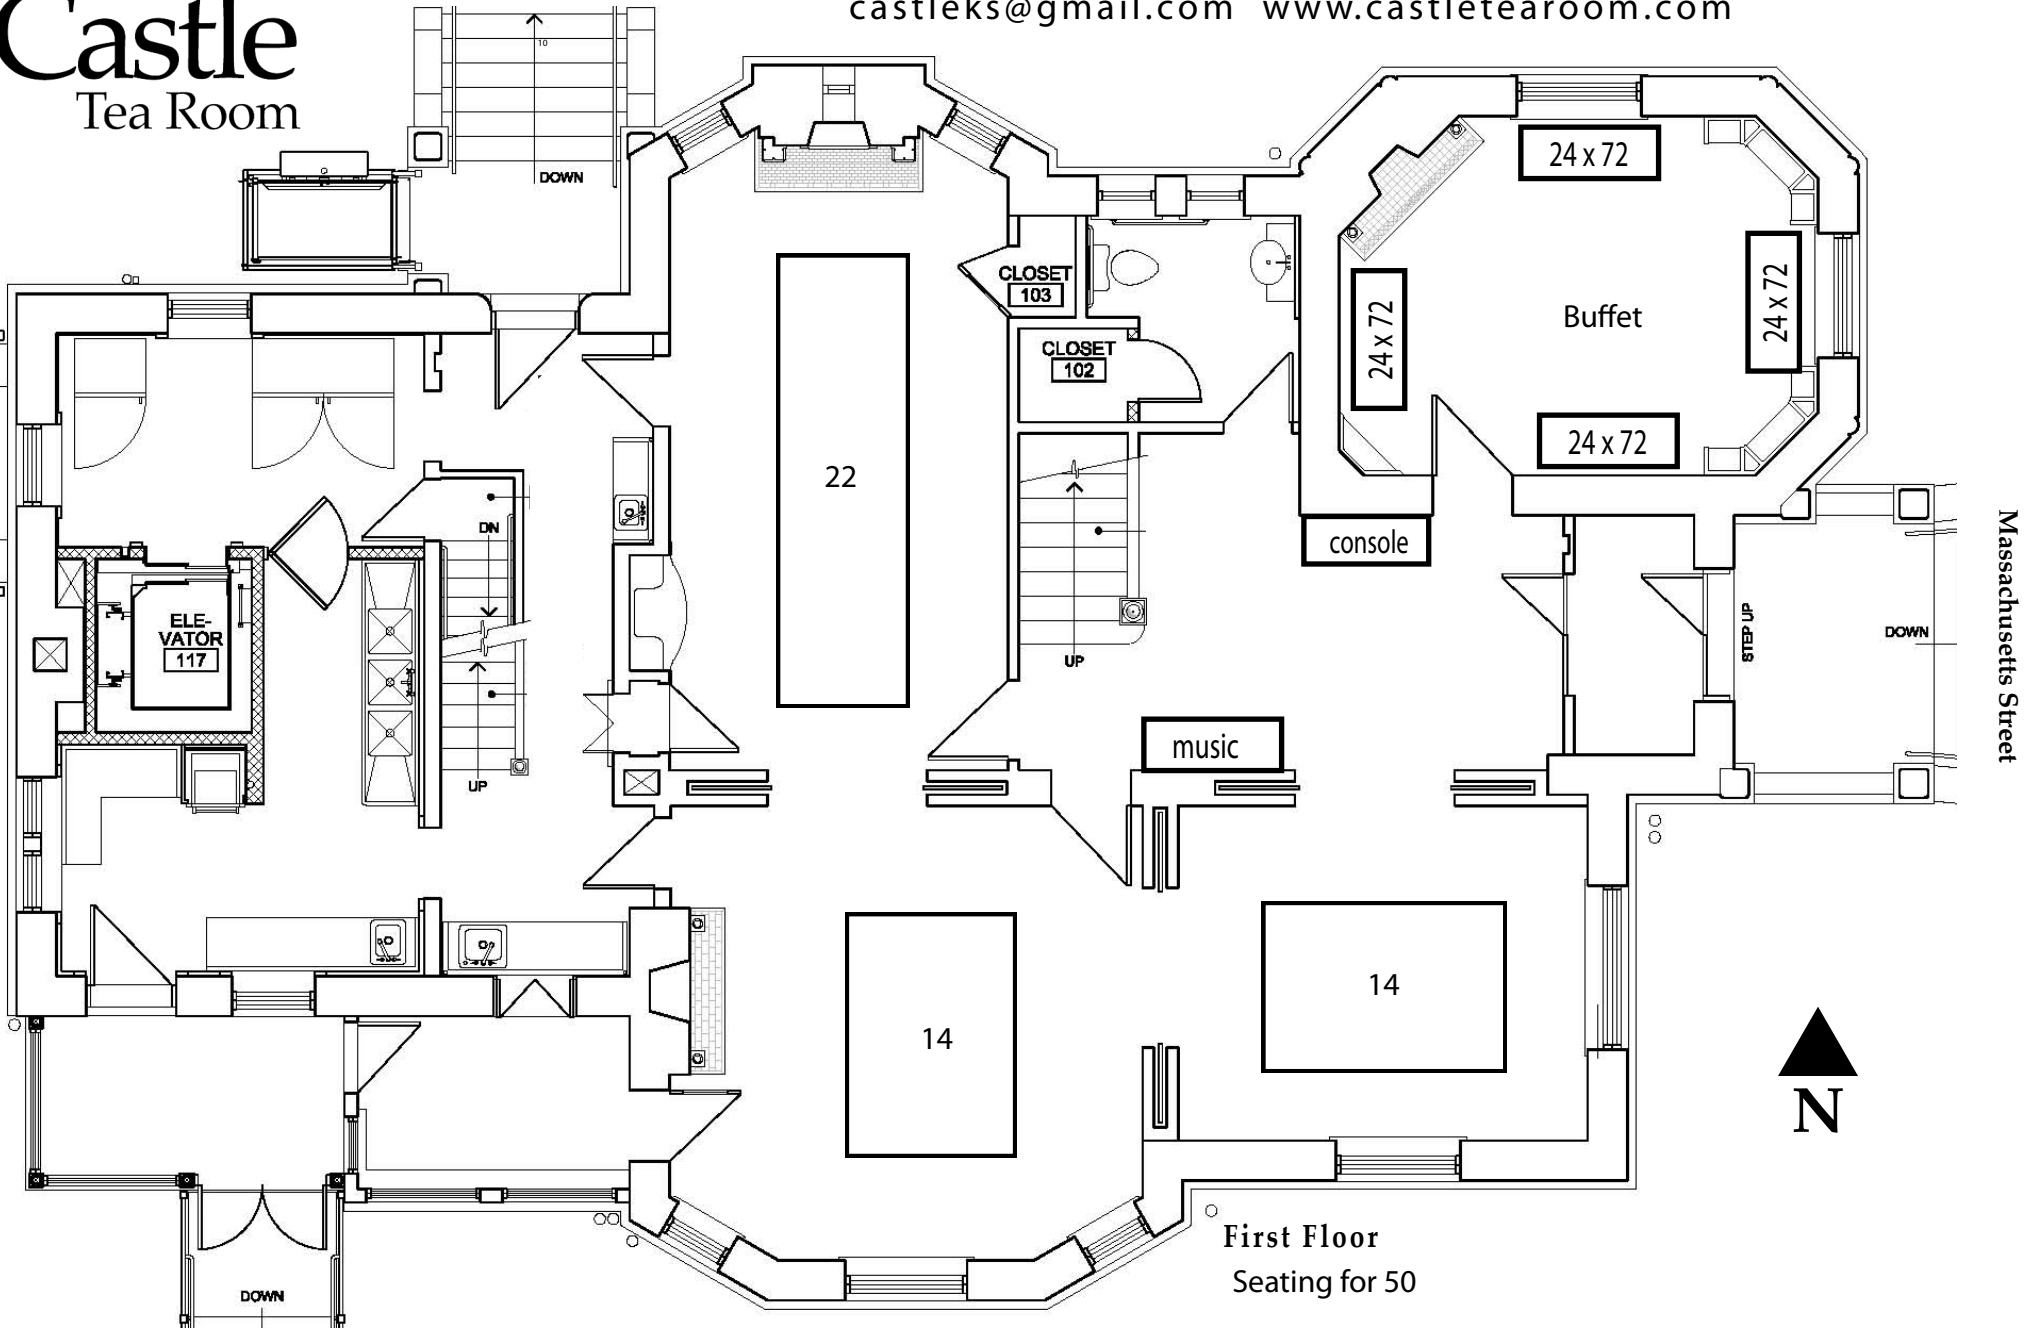 castleks@gmail.com www.castletearoom.com
Castle
Tea Room
10
DOWN
24 x 72
CLOSET
103
24 x 72
24 x 72
Buffet
CLOSET
102
24 x 72
22
DN
console
Massachusetts Street
ELE-
VATOR
117
UP
STEP UP
DOWN
music
UP
14
14
N
First Floor
Seating for 50
DOWN